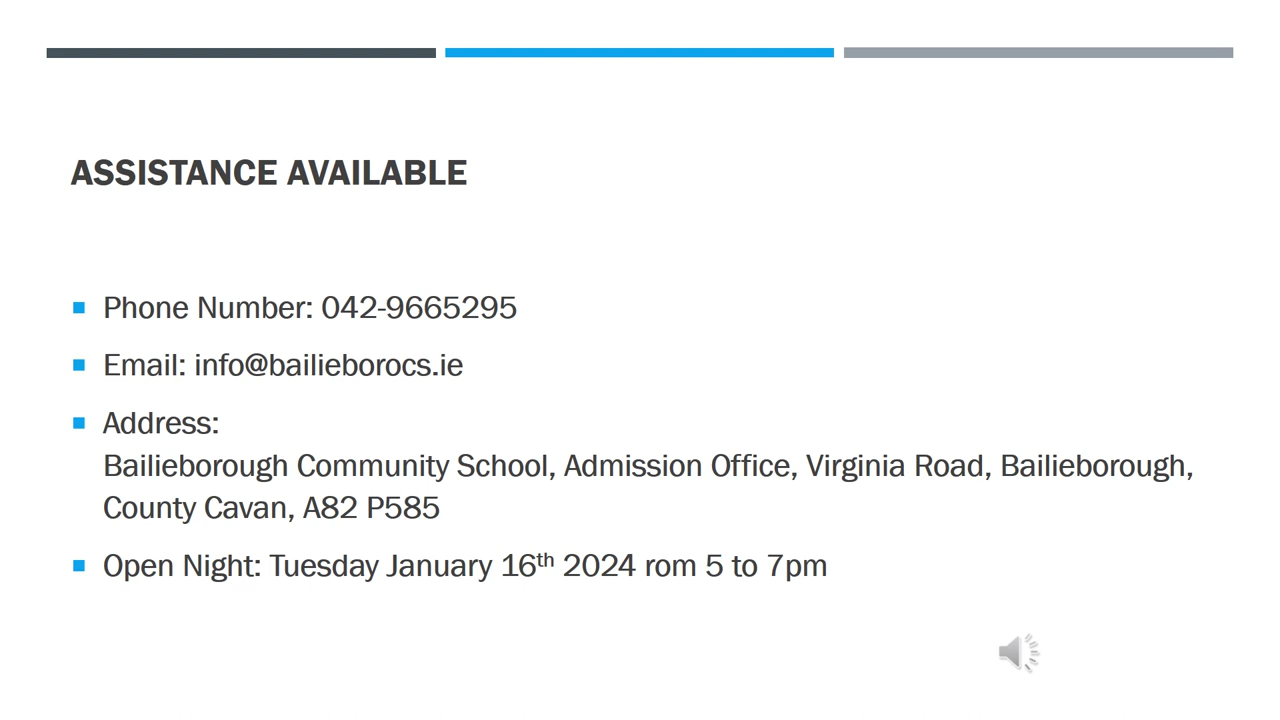 ASSISTANCE AVAILABLE
Phone Number: 042-9665295
Email: info@bailieborocs.ie
Address:
Bailieborough Community School, Admission Office, Virginia Road, Bailieborough,
County Cavan, A82 P585
Open Night: Tuesday January 16th 2024 rom 5 to 7pm